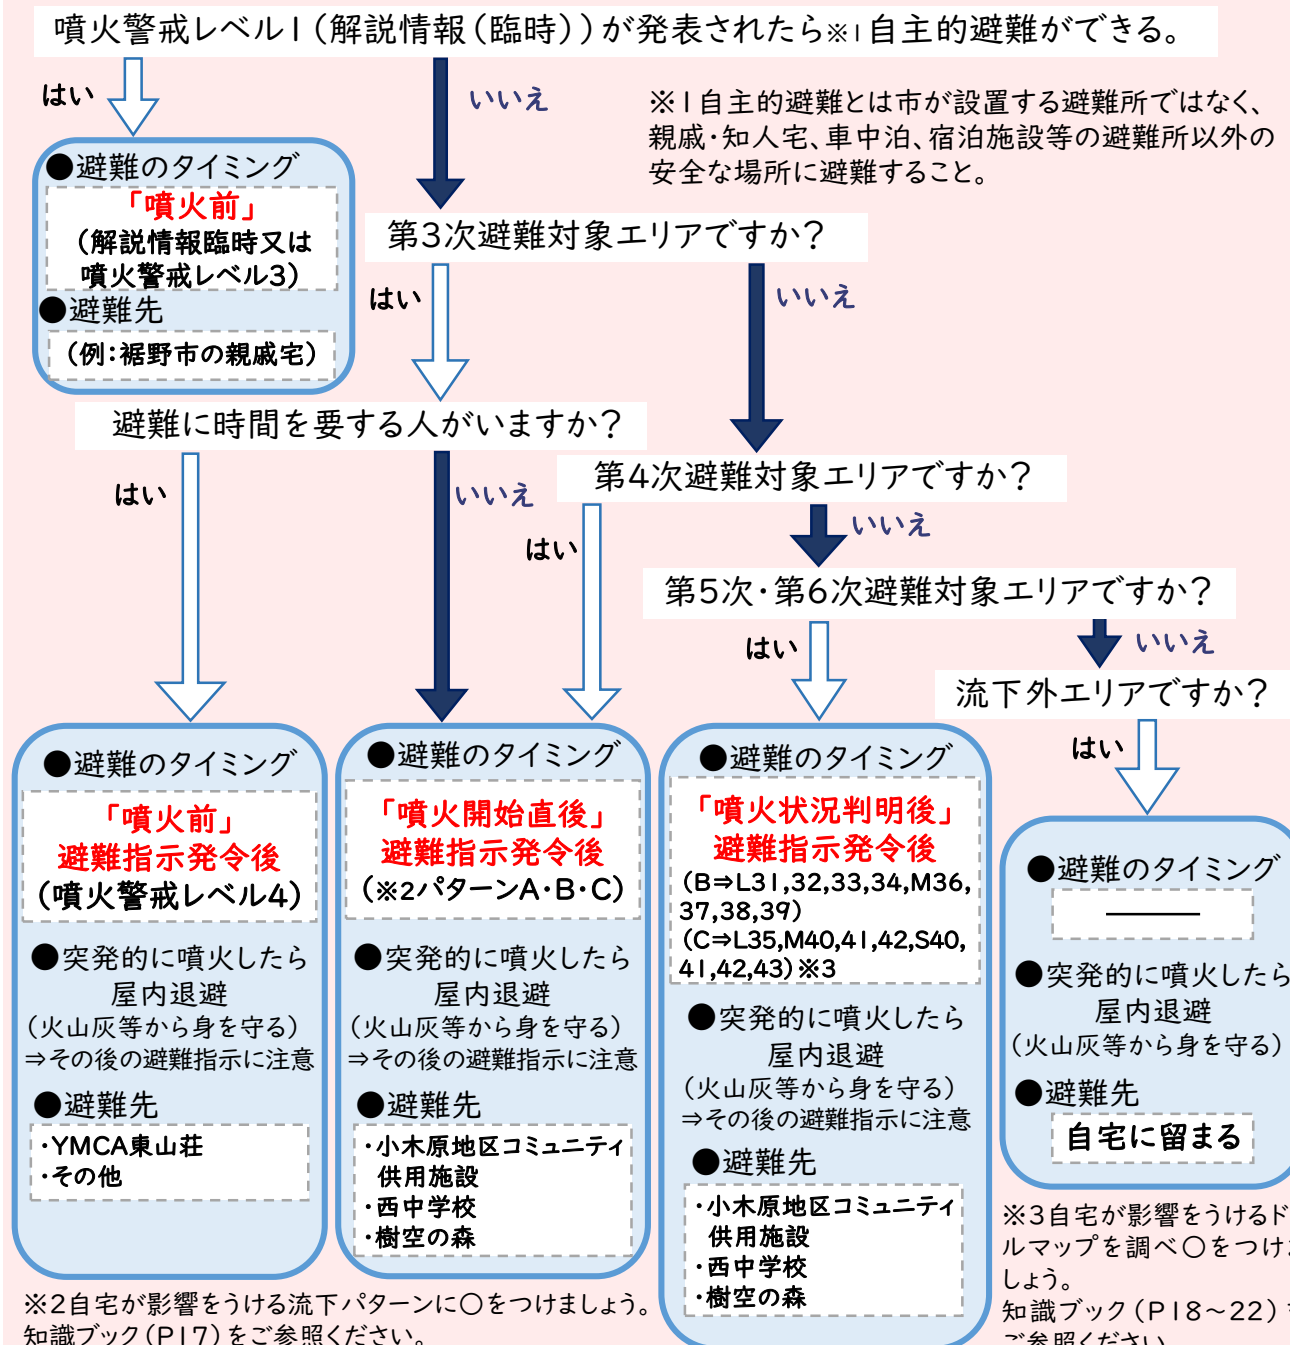 噴火警戒レベル1(解説情報(臨時))が発表されたら※1自主的避難ができる。
はい
いいえ
※1自主的避難とは市が設置する避難所ではなく、
親戚・知人宅、車中泊、宿泊施設等の避難所以外の
安全な場所に避難すること。
●避難のタイミング
「噴火前」
(解説情報臨時又は
噴火警戒レベル3)
●避難先
(例:裾野市の親戚宅)
第3次避難対象エリアですか?
はい
いいえ
避難に時間を要する人がいますか?
はい
いいえ
第4次避難対象エリアですか?
はい
いいえ
第5次・第6次避難対象エリアですか?
はい
いいえ
流下外エリアですか?
はい
●避難のタイミング
「噴火前」
避難指示発令後
(噴火警戒レベル4)
●突発的に噴火したら
屋内退避
(火山灰等から身を守る)
⇒その後の避難指示に注意
●避難先
・YMCA東山荘
・その他
●避難のタイミング
「噴火開始直後」
避難指示発令後
(※2パターンA・B・C)
●突発的に噴火したら
屋内退避
(火山灰等から身を守る)
⇒その後の避難指示に注意
●避難先
・小木原地区コミュニティ
供用施設
・西中学校
・樹空の森
●避難のタイミング
「噴火状況判明後」
避難指示発令後
(B⇒L31,32,33,34,M36,
37,38,39)
(C⇒L35,M40,41,42,S40,
41,42,43)※3
●突発的に噴火したら
屋内退避
(火山灰等から身を守る)
⇒その後の避難指示に注意
●避難先
・小木原地区コミュニティ
供用施設
・西中学校
・樹空の森
●避難のタイミング
―――
●突発的に噴火したら
屋内退避
(火山灰等から身を守る)
●避難先
自宅に留まる
※2自宅が影響をうける流下パターンに○をつけましょう。
知識ブック(P17)をご参照ください。
※3自宅が影響をうけるド
ルマップを調べ○をつけ
しょう。
知識ブック(P18~22)
ご参照ください